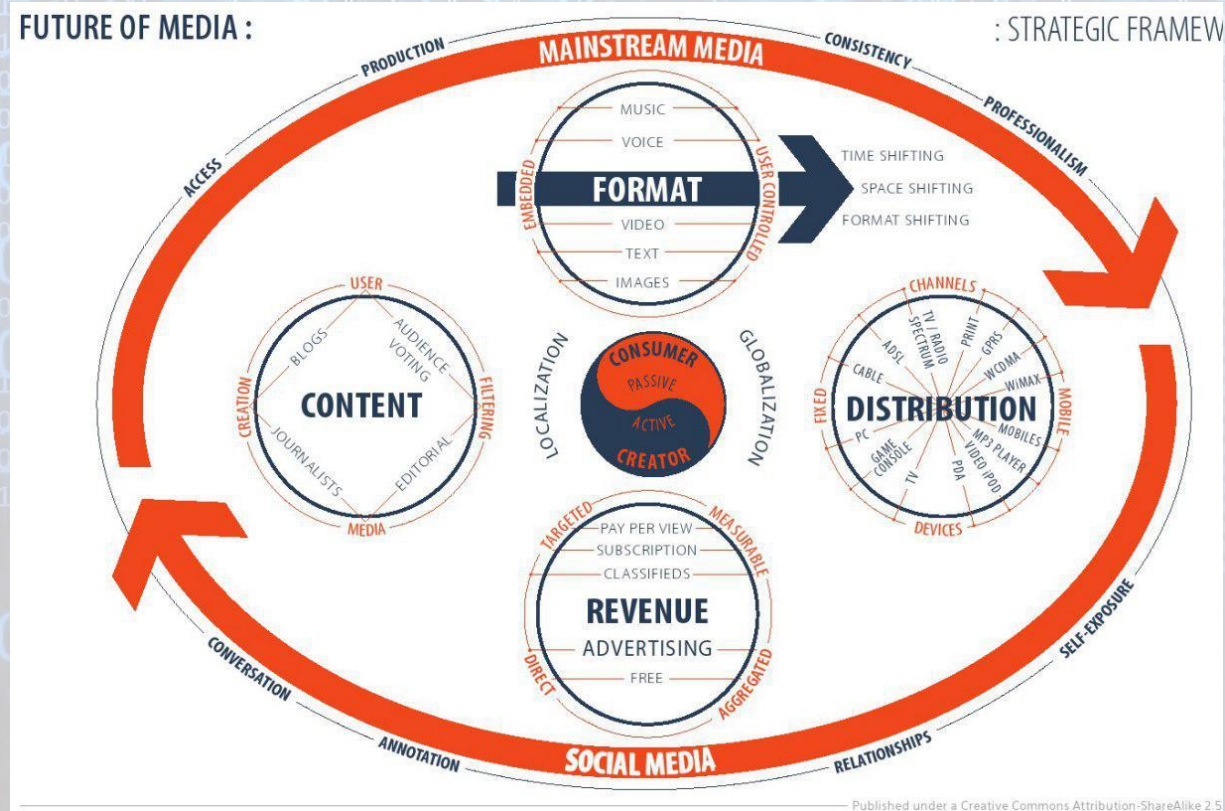 FUTURE OF MEDIA :
: STRATEGIC FRAMEW
MAINSTREAM MEDIA
ACCESS
PRODUCTION
CONSISTENCY
PROFESSIONALISM
MUSIC
VOICE
FORMAT
VIDEO
TEXT
IMAGES
EMBEDDED
USER CONTROLLED
TIME SHIFTING
SPACE SHIFTING
FORMAT SHIFTING
USER
BLOGS
AUDIENCE
VOTING
CREATION
CONTENT
FILTERING
JOURNALISTS
EDITORIAL
MEDIA
LOCALIZATION
CONSUMER
PASSIVE
ACTIVE
CREATOR
GLOBALIZATION
CHANNELS
CABLE
ADSL
TV / RADIO
SPECTRUM
PRINT
GPRS
WCDMA
WiMAX
FIXED
DISTRIBUTION
MOBILE
PC
GAME
CONSOLE
TV
PDA
VIDEO iPOD
MP3 PLAYER
MOBILES
DEVICES
TARGETED
MEASURABLE
PAY PER VIEW
SUBSCRIPTION
CLASSIFIEDS
REVENUE
ADVERTISING
FREE
DIRECT
AGGREGATED
CONVERSATION
ANNOTATION
SOCIAL MEDIA
RELATIONSHIPS
SELF-EXPOSURE
Published under a Creative Commons Attribution-ShareAlike 2.5